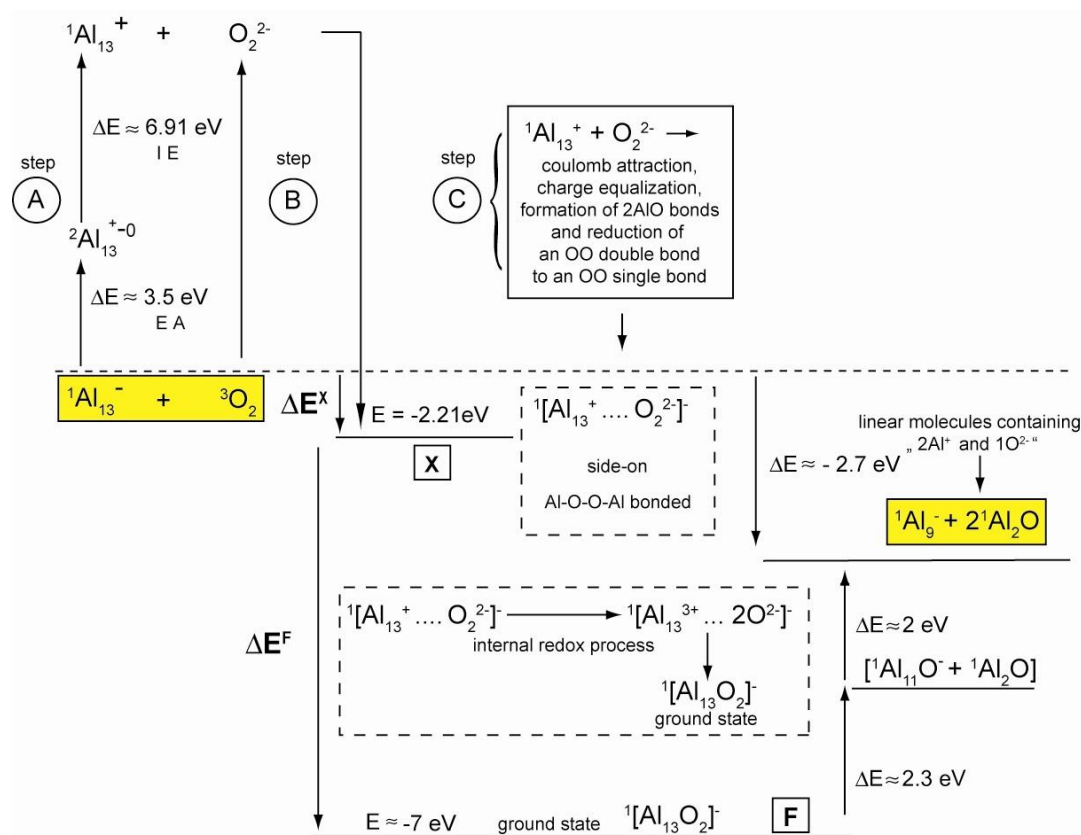 ¹Al₁₃⁺ + O₂²⁻
ΔE ≈ 6.91 eV
I E
step
A
step
B
²Al₁₃⁺⁻⁰
ΔE ≈ 3.5 eV
E A
step
C
¹Al₁₃⁺ + O₂²⁻ →
coulomb attraction,
charge equalization,
formation of 2AlO bonds
and reduction of
an OO double bond
to an OO single bond
¹Al₁₃⁻ + ³O₂
ΔEˣ
E = -2.21eV
X
¹[Al₁₃⁺ .... O₂²⁻]⁻
side-on
Al-O-O-Al bonded
ΔE ≈ - 2.7 eV
linear molecules containing
„ 2Al⁺ and 1O²⁻ “
¹Al₉⁻ + 2¹Al₂O
ΔEF
¹[Al₁₃⁺ .... O₂²⁻]⁻ → ¹[Al₁₃³⁺ ... 2O²⁻]⁻
internal redox process
¹[Al₁₃O₂]⁻
ground state
ΔE ≈ 2 eV
[¹Al₁₁O⁻ + ¹Al₂O]
ΔE ≈ 2.3 eV
E ≈ -7 eV ground state ¹[Al₁₃O₂]⁻ F